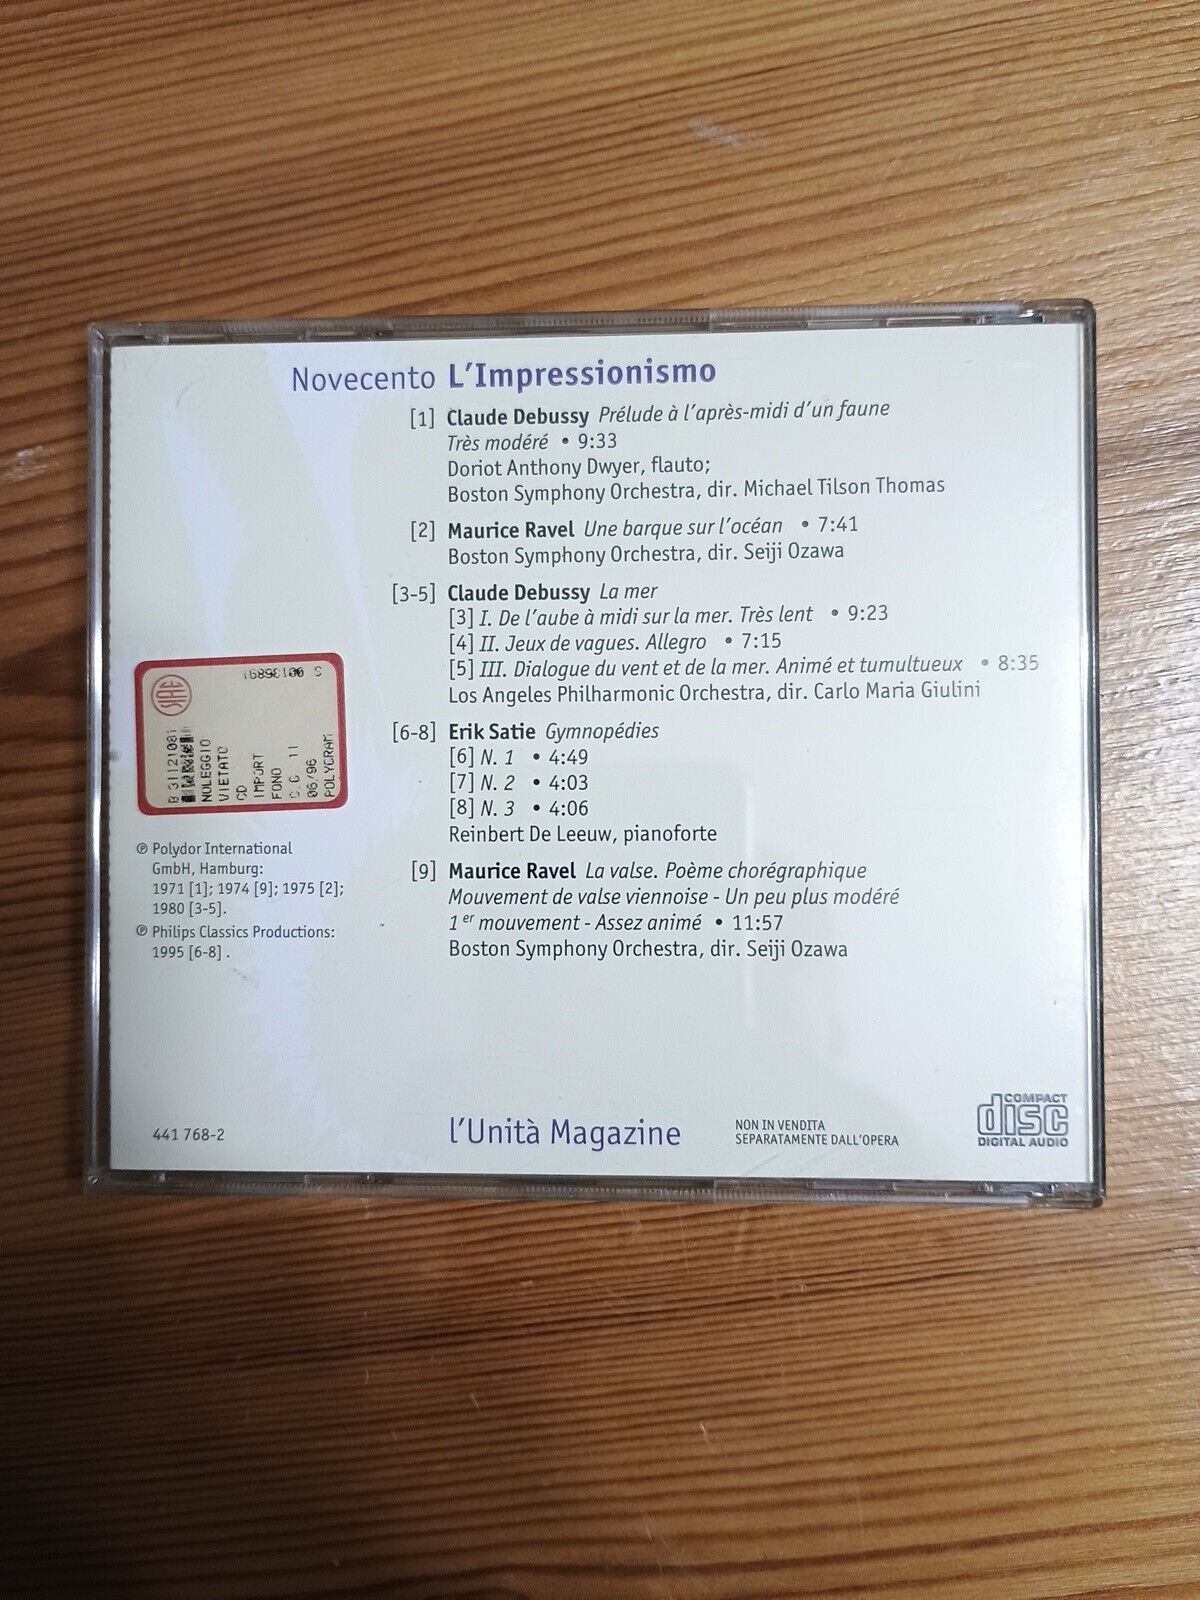 Novecento L'Impressionismo
[1] Claude Debussy Prélude à l'après-midi d'un faune
Très modéré • 9:33
Doriot Anthony Dwyer, flauto;
Boston Symphony Orchestra, dir. Michael Tilson Thomas
[2] Maurice Ravel Une barque sur l'océan • 7:41
Boston Symphony Orchestra, dir. Seiji Ozawa
[3-5] Claude Debussy La mer
[3] I. De l'aube à midi sur la mer. Très lent • 9:23
[4] II. Jeux de vagues. Allegro • 7:15
[5] III. Dialogue du vent et de la mer. Animé et tumultueux • 8:35
Los Angeles Philharmonic Orchestra, dir. Carlo Maria Giulini
[6-8] Erik Satie Gymnopédies
[6] N. 1 • 4:49
[7] N. 2 • 4:03
[8] N. 3 • 4:06
Reinbert De Leeuw, pianoforte
[9] Maurice Ravel La valse. Poème chorégraphique
Mouvement de valse viennoise - Un peu plus modéré
1er mouvement - Assez animé • 11:57
Boston Symphony Orchestra, dir. Seiji Ozawa
SIAE
NOLEGGIO
VIETATO
CD
IMPORT
FONO
11
06/96
POLYGRAM
℗ Polydor International
GmbH, Hamburg:
1971 [1]; 1974 [9]; 1975 [2];
1980 [3-5].
℗ Philips Classics Productions:
1995 [6-8] .
441 768-2
l'Unità Magazine
NON IN VENDITA
SEPARATAMENTE DALL'OPERA
COMPACT
disc
DIGITAL AUDIO